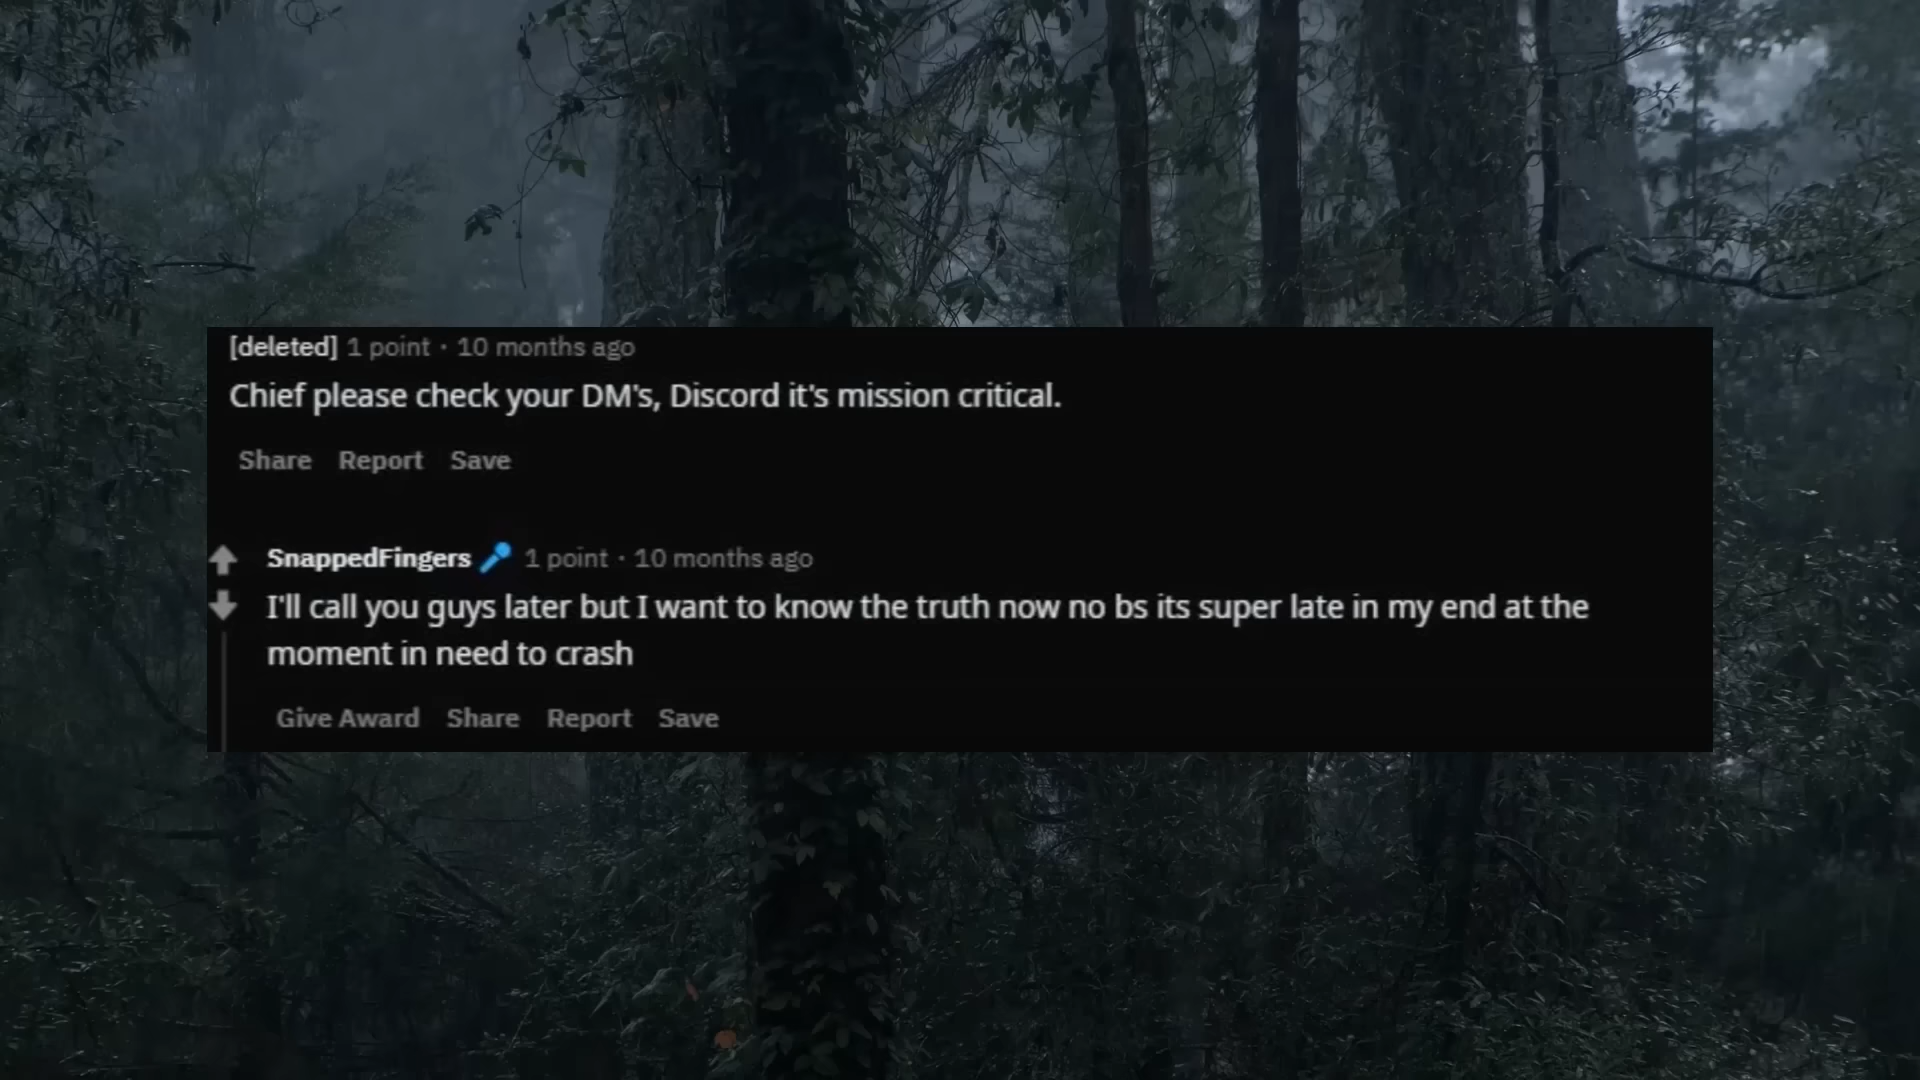 [deleted] 1 point · 10 months ago
Chief please check your DM's, Discord it's mission critical.
Share Report Save
SnappedFingers 1 point · 10 months ago
I'll call you guys later but I want to know the truth now no bs its super late in my end at the
moment in need to crash
Give Award Share Report Save